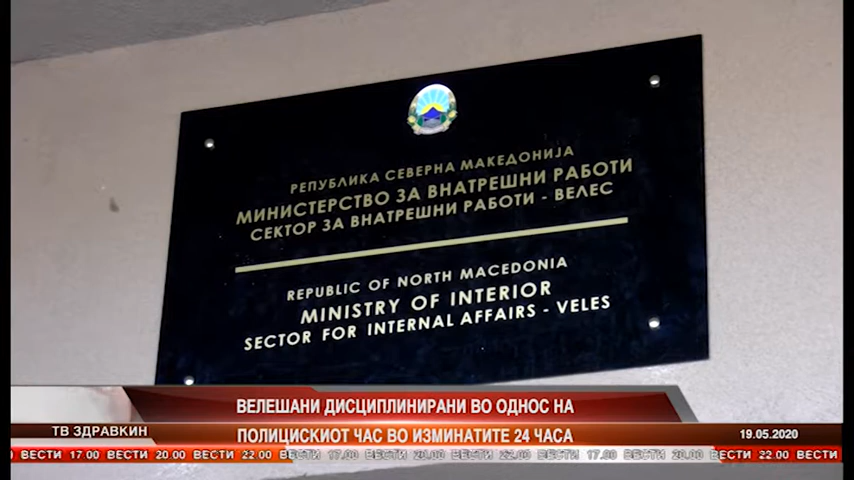 РЕПУБЛИКА СЕВЕРНА МАКЕДОНИЈА
МИНИСТЕРСТВО ЗА ВНАТРЕШНИ РАБОТИ
СЕКТОР ЗА ВНАТРЕШНИ РАБОТИ - ВЕЛЕС
REPUBLIC OF NORTH MACEDONIA
MINISTRY OF INTERIOR
SECTOR FOR INTERNAL AFFAIRS - VELES
ВЕЛЕШАНИ ДИСЦИПЛИНИРАНИ ВО ОДНОС НА
ТВ ЗДРАВКИН
ПОЛИЦИСКИОТ ЧАС ВО ИЗМИНАТИТЕ 24 ЧАСА
19.05.2020
ВЕСТИ 17.00 ВЕСТИ 20.00 ВЕСТИ 22.00 ВЕСТИ 17.00 ВЕСТИ 20.00 ВЕСТИ 22.00 ВЕСТИ 17.00 ВЕСТИ 20.00 ВЕСТИ 22.00 ВЕСТИ